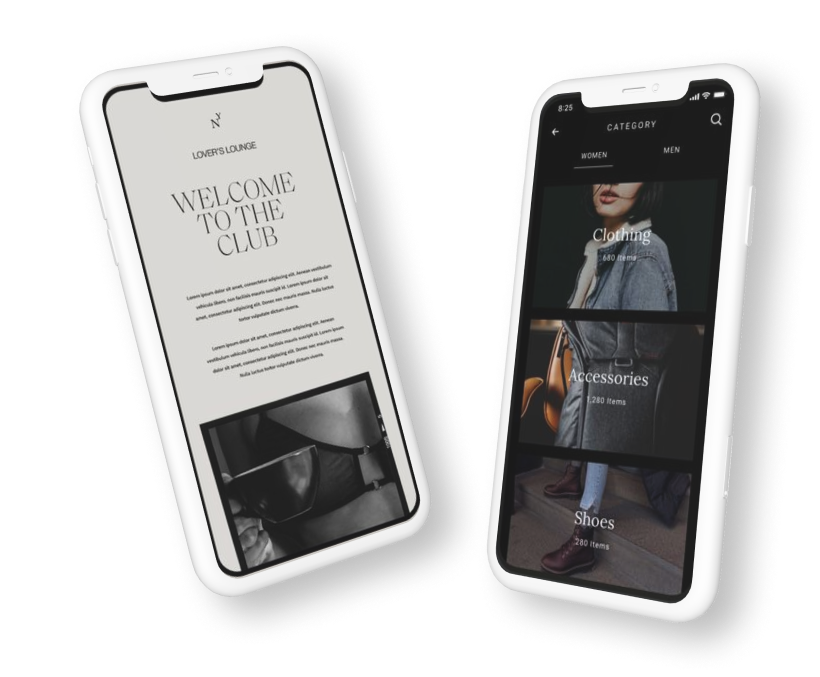 NY
LOVER'S LOUNGE
WELCOME
TO THE
CLUB
Lorem ipsum dolor sit amet, consectetur adipiscing elit. Aenean vestibulum
vehicula libero, non facilisis mauris suscipit id. Lorem ipsum dolor sit
amet, consectetur adipiscing elit. Donec nec mauris massa. Nulla luctus
tortor vulputate dictum viverra.
Lorem ipsum dolor sit amet, consectetur adipiscing elit. Aenean
vestibulum vehicula libero, non facilisis mauris suscipit id. Lorem ipsum
dolor sit amet, consectetur adipiscing elit. Donec nec mauris massa.
Nulla luctus tortor vulputate dictum viverra.
8:25
CATEGORY
WOMEN MEN
Clothing
680 Items
Accessories
1,280 Items
Shoes
280 Items